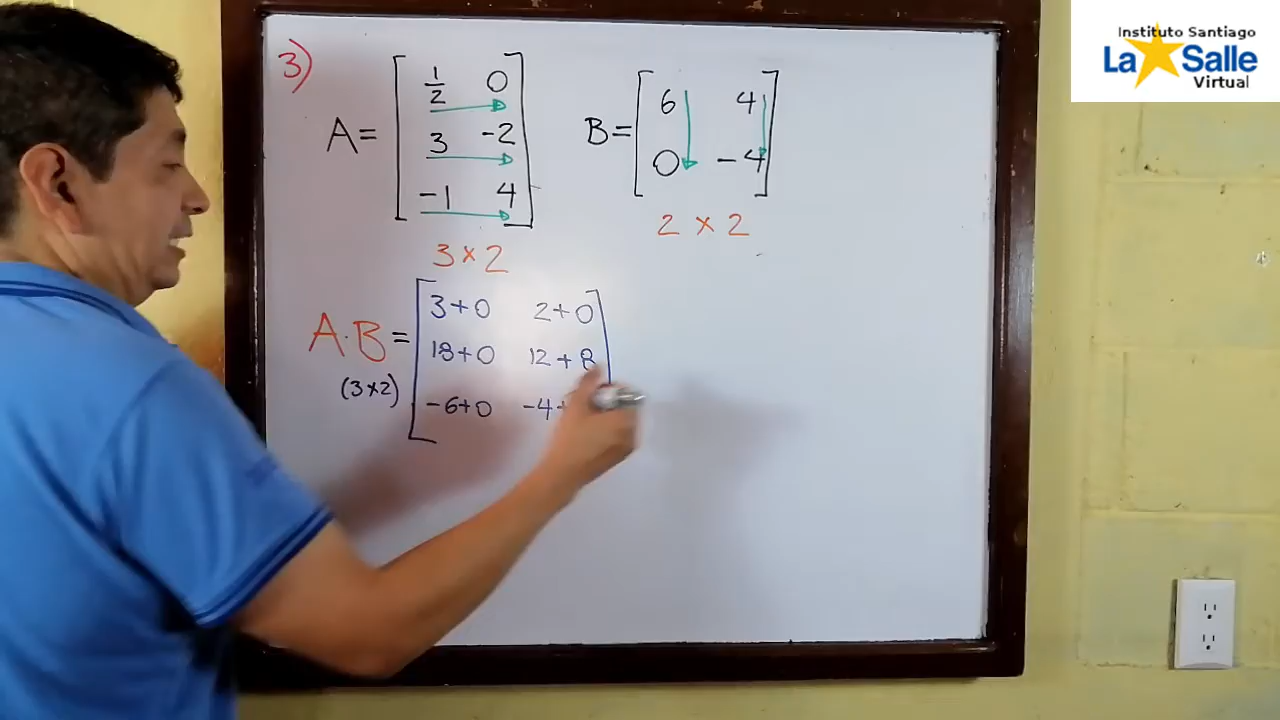 Instituto Santiago
La Salle
Virtual
3)
A = [ 1/2 0
3 -2
-1 4 ]
3 × 2
B = [ 6 4
0 -4 ]
2 × 2
A·B = [ 3+0 2+0
18+0 12+8
-6+0 -4+
(3×2)